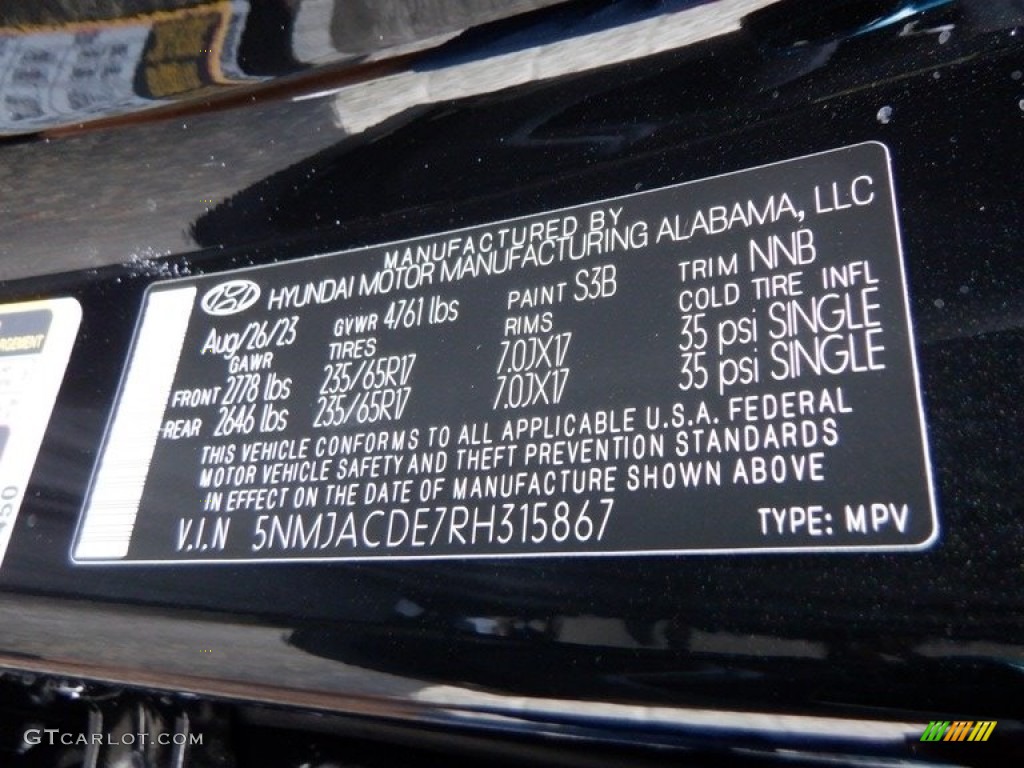 MANUFACTURED BY
HYUNDAI MOTOR MANUFACTURING ALABAMA, LLC
Aug/26/23 GVWR 4761 lbs PAINT S3B TRIM NNB
GAWR TIRES RIMS COLD TIRE INFL
FRONT 2778 lbs 235/65R17 7.0JX17 35 psi SINGLE
REAR 2646 lbs 235/65R17 7.0JX17 35 psi SINGLE
THIS VEHICLE CONFORMS TO ALL APPLICABLE U.S.A. FEDERAL
MOTOR VEHICLE SAFETY AND THEFT PREVENTION STANDARDS
IN EFFECT ON THE DATE OF MANUFACTURE SHOWN ABOVE
V.I.N 5NMJACDE7RH315867 TYPE: MPV
450
GTCARLOT.COM